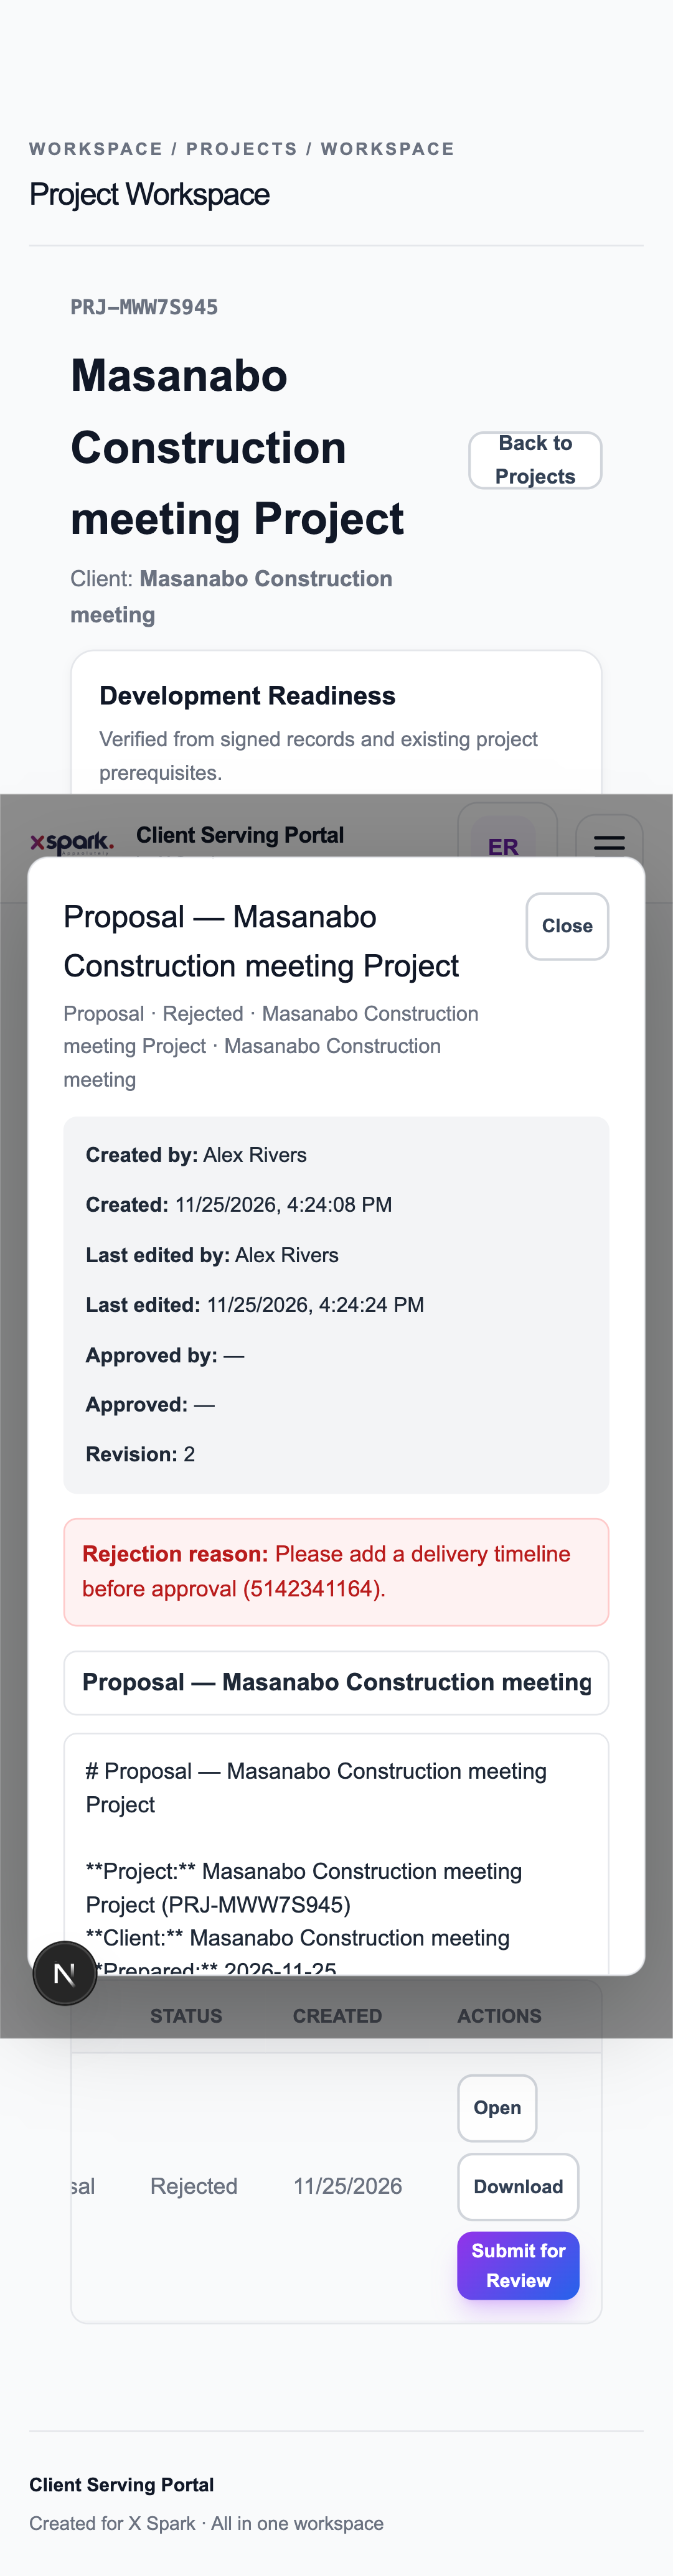 WORKSPACE / PROJECTS / WORKSPACE
Project Workspace
PRJ-MWW7S945
Masanabo
Construction
meeting Project
Back to
Projects
Client: Masanabo Construction
meeting
Development Readiness
Verified from signed records and existing project
prerequisites.
xspark.
Client Serving Portal
ER
Proposal — Masanabo
Construction meeting Project
Close
Proposal · Rejected · Masanabo Construction
meeting Project · Masanabo Construction
meeting
Created by: Alex Rivers
Created: 11/25/2026, 4:24:08 PM
Last edited by: Alex Rivers
Last edited: 11/25/2026, 4:24:24 PM
Approved by: —
Approved: —
Revision: 2
Rejection reason: Please add a delivery timeline
before approval (5142341164).
Proposal — Masanabo Construction meeting
# Proposal — Masanabo Construction meeting
Project
**Project:** Masanabo Construction meeting
Project (PRJ-MWW7S945)
**Client:** Masanabo Construction meeting
*Prepared:** 2026-11-25
N
STATUS CREATED ACTIONS
Open
sal Rejected 11/25/2026 Download
Submit for
Review
Client Serving Portal
Created for X Spark · All in one workspace